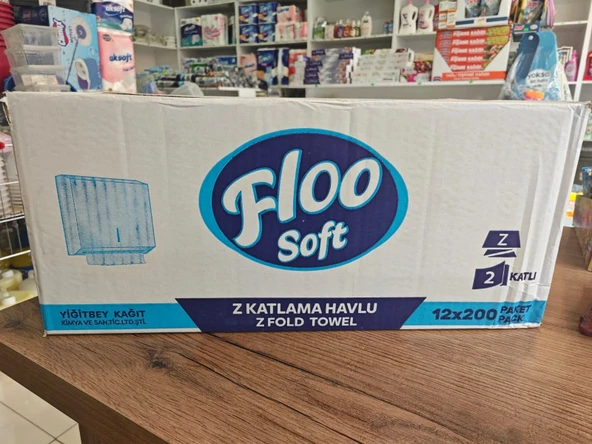 uksoft
Floo
Soft
Z
2 KATLI
YİĞİTBEY KAĞIT
KİMYA VE SAN.TİC.LTD.ŞTİ.
Z KATLAMA HAVLU
Z FOLD TOWEL
12x200 PAKET
PACK